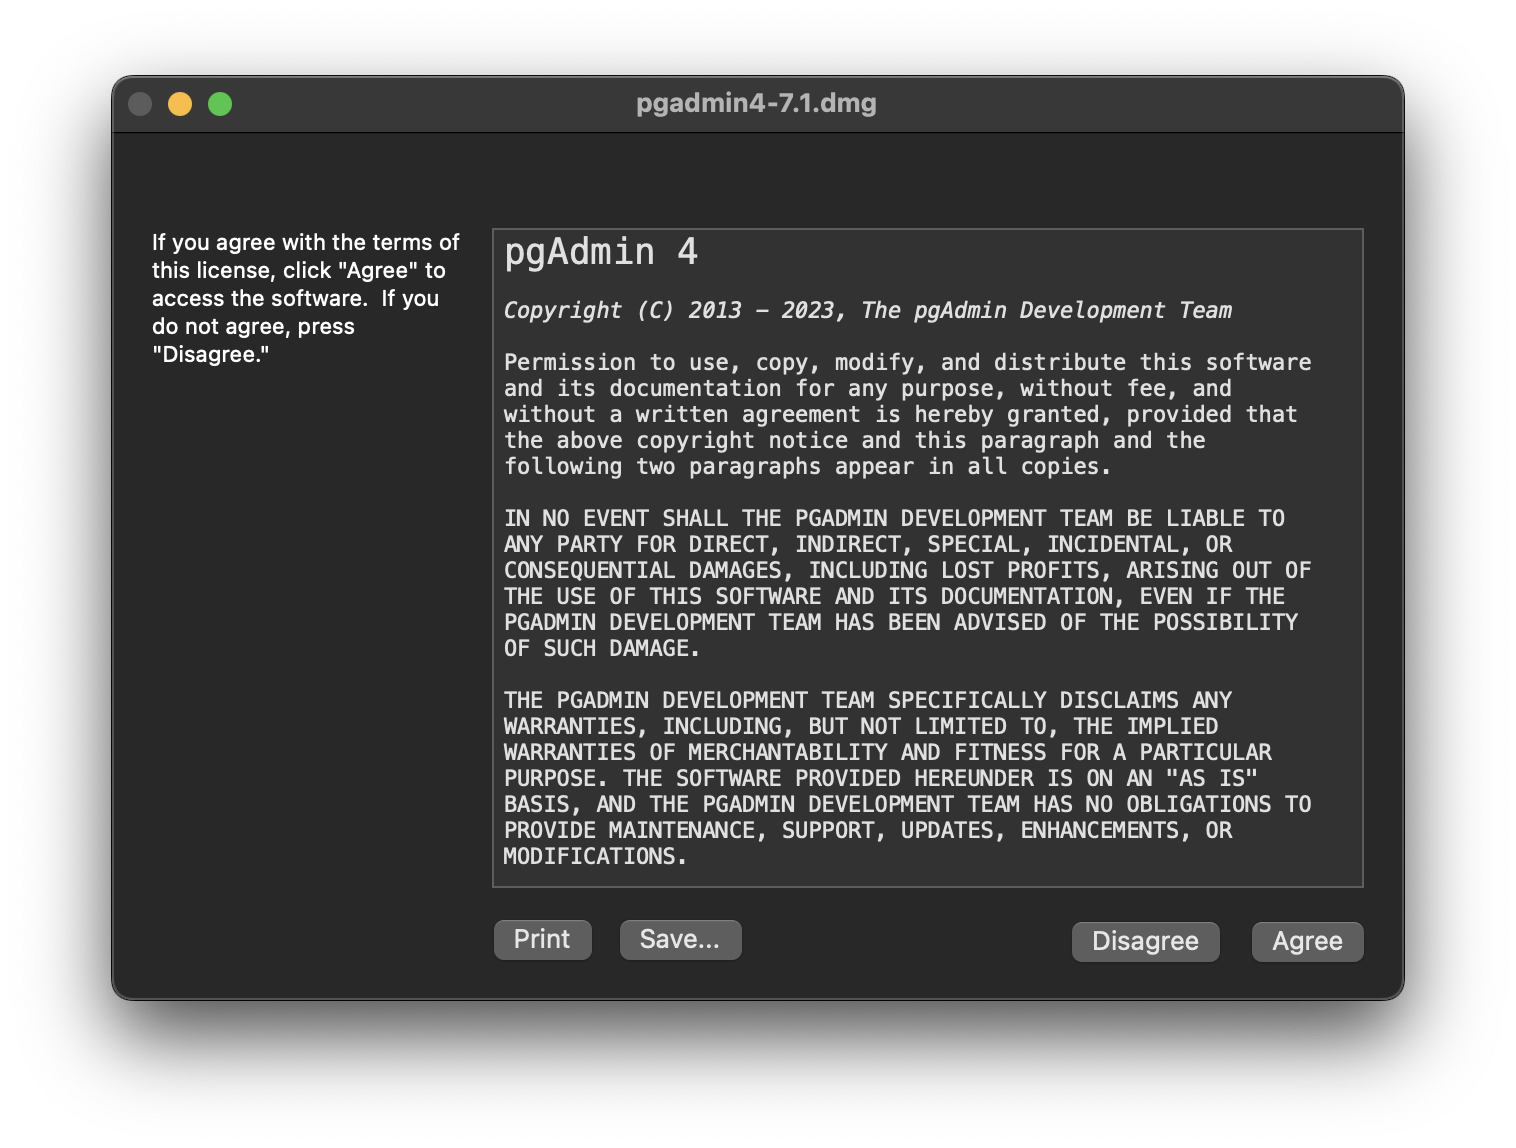 pgadmin4-7.1.dmg
If you agree with the terms of
this license, click "Agree" to
access the software.  If you
do not agree, press
"Disagree."
pgAdmin 4
Copyright (C) 2013 - 2023, The pgAdmin Development Team
Permission to use, copy, modify, and distribute this software
and its documentation for any purpose, without fee, and
without a written agreement is hereby granted, provided that
the above copyright notice and this paragraph and the
following two paragraphs appear in all copies.
IN NO EVENT SHALL THE PGADMIN DEVELOPMENT TEAM BE LIABLE TO
ANY PARTY FOR DIRECT, INDIRECT, SPECIAL, INCIDENTAL, OR
CONSEQUENTIAL DAMAGES, INCLUDING LOST PROFITS, ARISING OUT OF
THE USE OF THIS SOFTWARE AND ITS DOCUMENTATION, EVEN IF THE
PGADMIN DEVELOPMENT TEAM HAS BEEN ADVISED OF THE POSSIBILITY
OF SUCH DAMAGE.
THE PGADMIN DEVELOPMENT TEAM SPECIFICALLY DISCLAIMS ANY
WARRANTIES, INCLUDING, BUT NOT LIMITED TO, THE IMPLIED
WARRANTIES OF MERCHANTABILITY AND FITNESS FOR A PARTICULAR
PURPOSE. THE SOFTWARE PROVIDED HEREUNDER IS ON AN "AS IS"
BASIS, AND THE PGADMIN DEVELOPMENT TEAM HAS NO OBLIGATIONS TO
PROVIDE MAINTENANCE, SUPPORT, UPDATES, ENHANCEMENTS, OR
MODIFICATIONS.
Print
Save...
Disagree
Agree